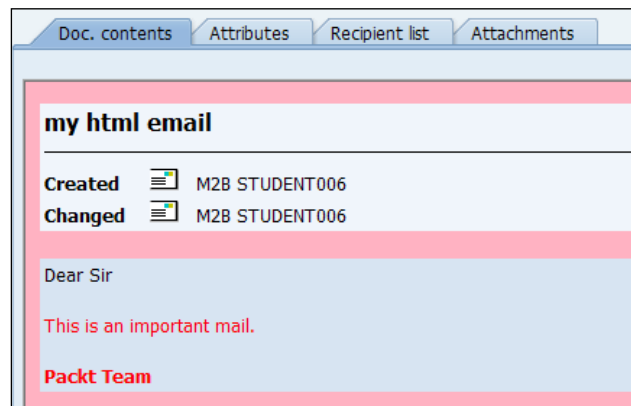 Doc. contents Attributes Recipient list Attachments
my html email
Created M2B STUDENT006
Changed M2B STUDENT006
Dear Sir
This is an important mail.
Packt Team